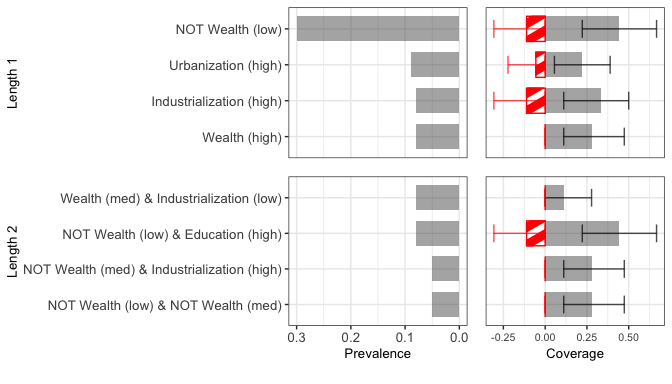 Length 1
NOT Wealth (low)
Urbanization (high)
Industrialization (high)
Wealth (high)
Length 2
Wealth (med) & Industrialization (low)
NOT Wealth (low) & Education (high)
NOT Wealth (med) & Industrialization (high)
NOT Wealth (low) & NOT Wealth (med)
0.3 0.2 0.1 0.0
-0.25 0.00 0.25 0.50
Prevalence
Coverage